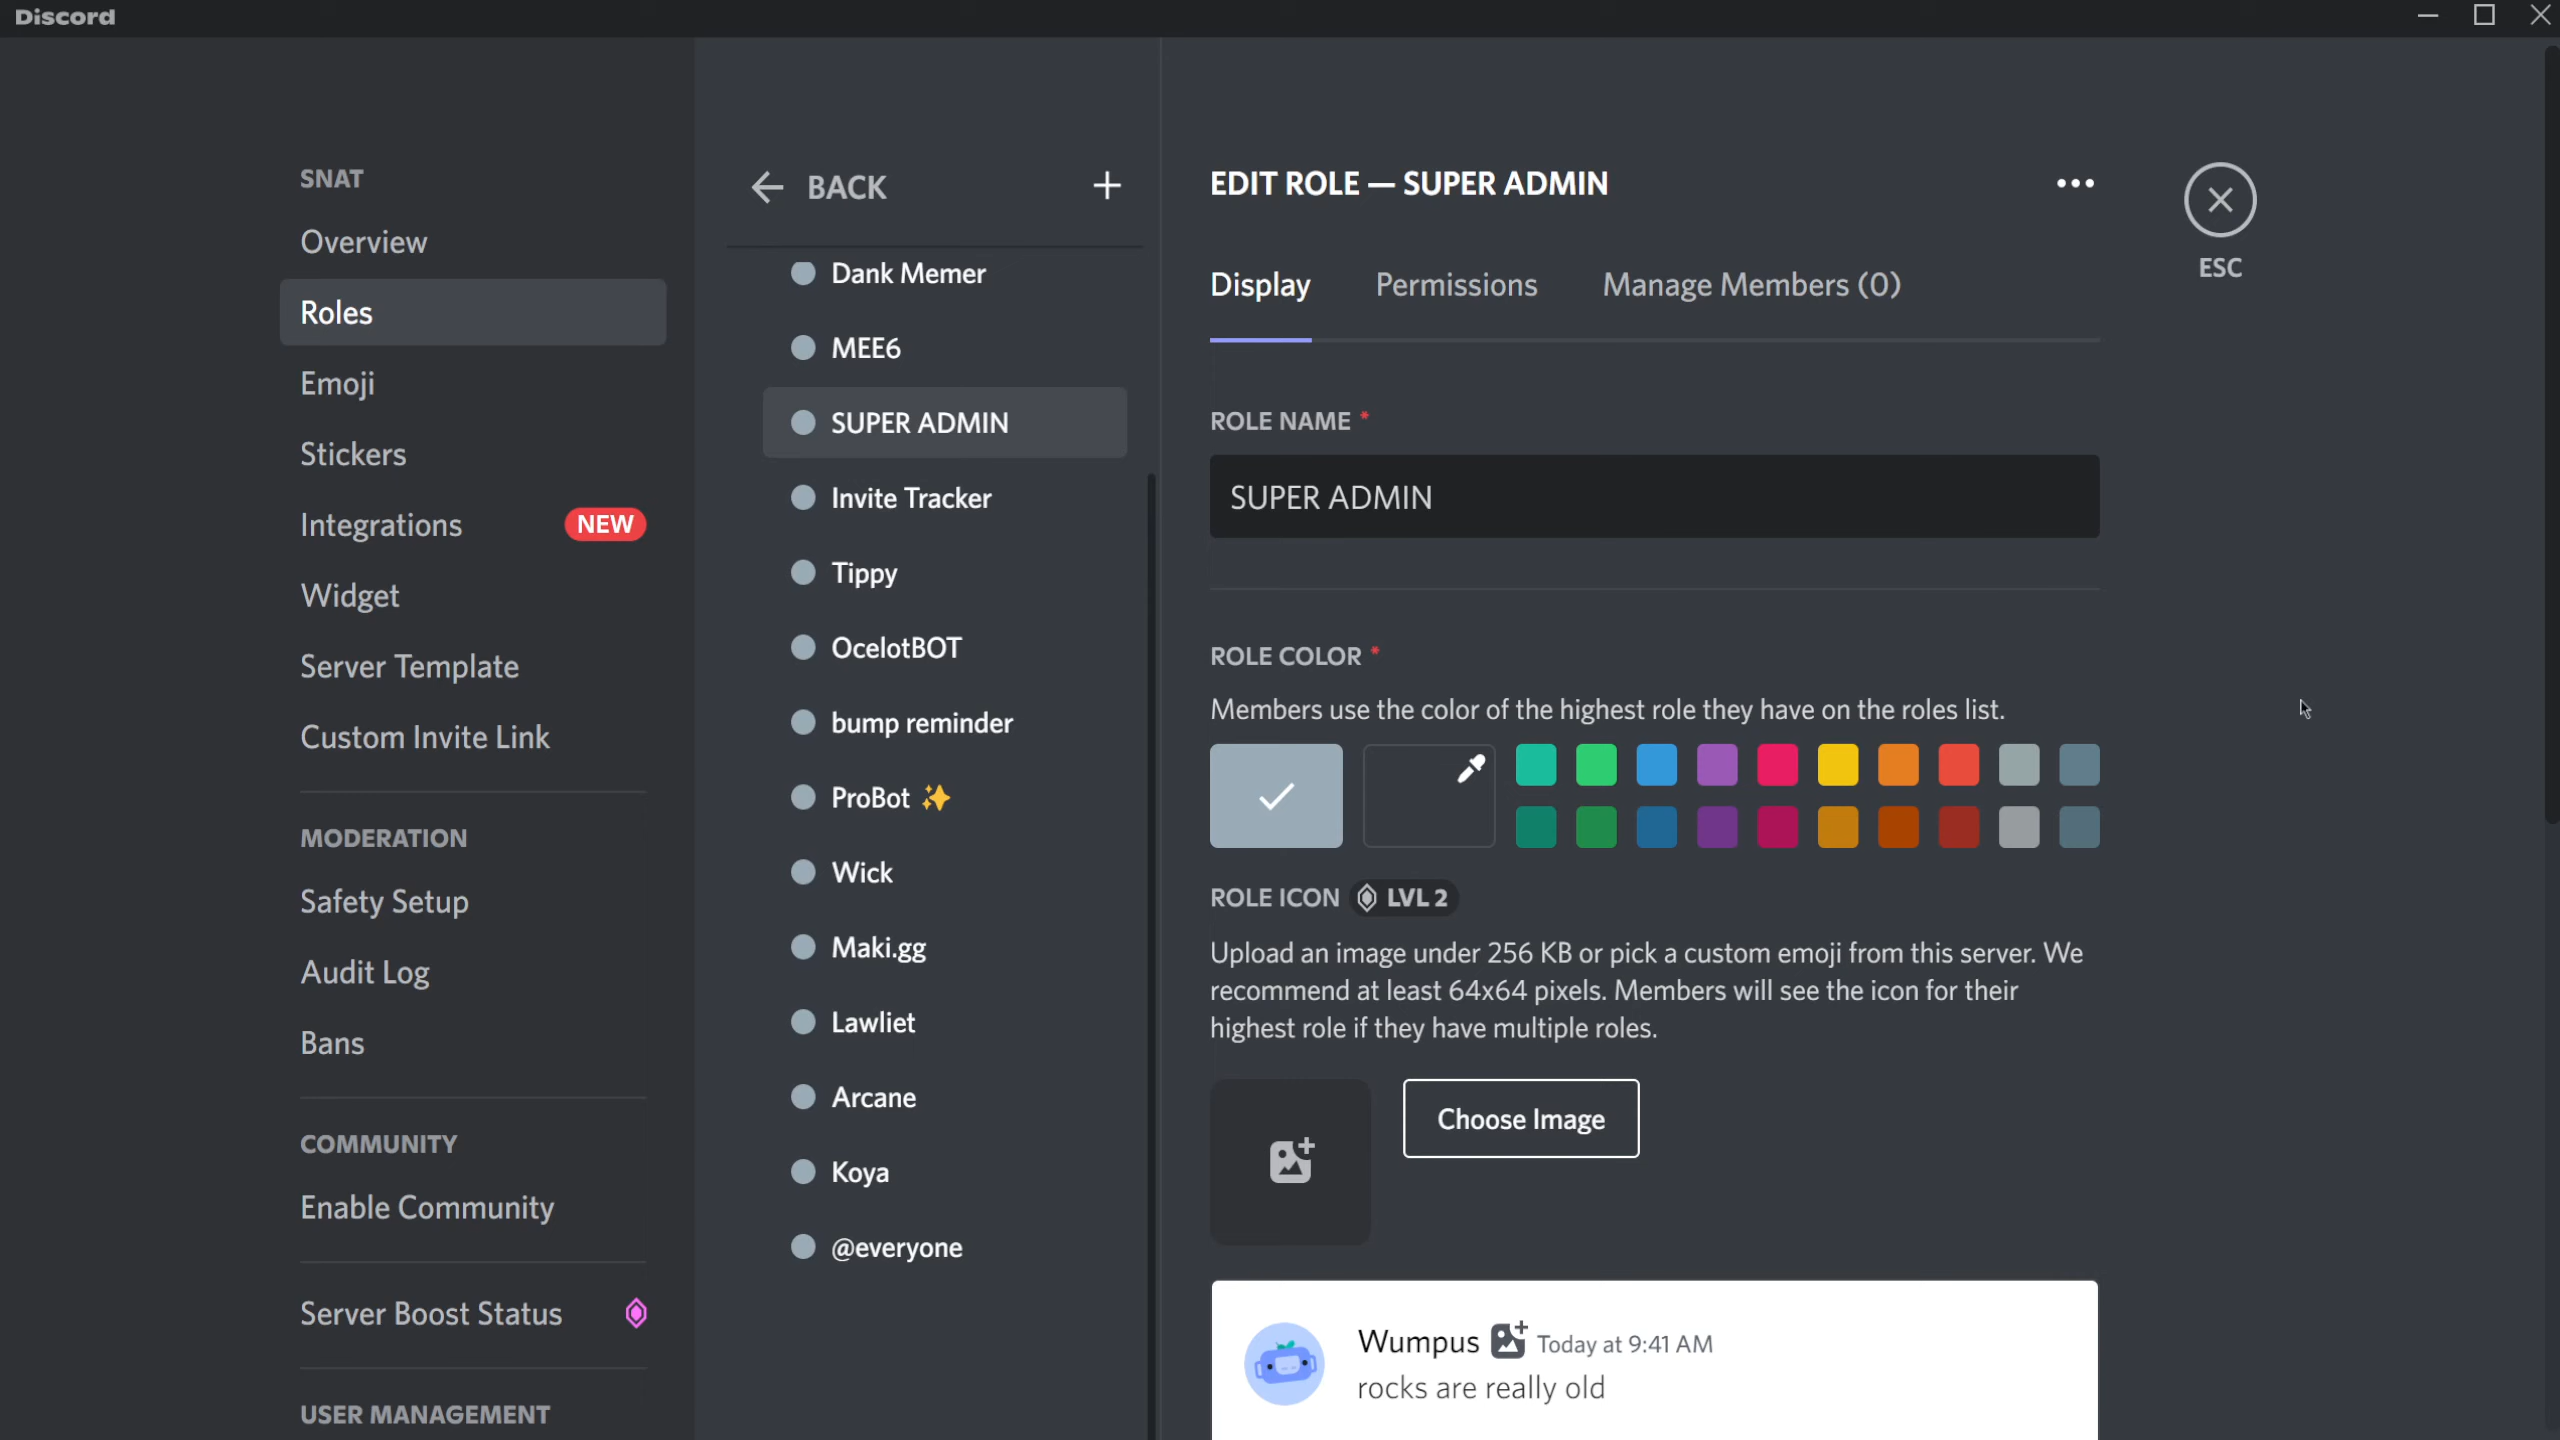 Discord
SNAT
Overview
Roles
Emoji
Stickers
Integrations NEW
Widget
Server Template
Custom Invite Link
MODERATION
Safety Setup
Audit Log
Bans
COMMUNITY
Enable Community
Server Boost Status
USER MANAGEMENT
BACK
Dank Memer
MEE6
SUPER ADMIN
Invite Tracker
Tippy
OcelotBOT
bump reminder
ProBot ✨
Wick
Maki.gg
Lawliet
Arcane
Koya
@everyone
EDIT ROLE — SUPER ADMIN
ESC
Display Permissions Manage Members (0)
ROLE NAME *
SUPER ADMIN
ROLE COLOR *
Members use the color of the highest role they have on the roles list.
ROLE ICON LVL 2
Upload an image under 256 KB or pick a custom emoji from this server. We
recommend at least 64x64 pixels. Members will see the icon for their
highest role if they have multiple roles.
Choose Image
Wumpus Today at 9:41 AM
rocks are really old